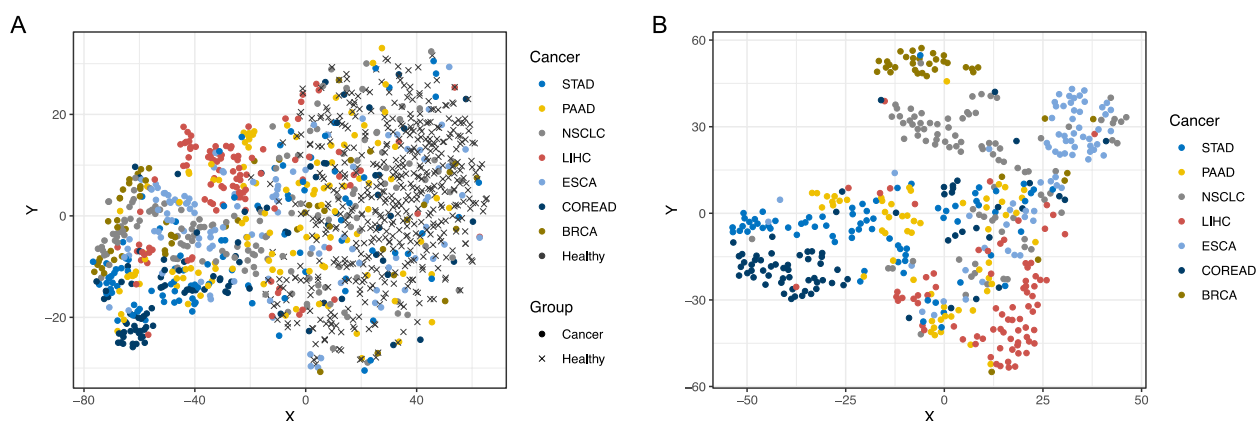 A
Y
20
0
−20
−80
−40
0
40
X
Cancer
STAD
PAAD
NSCLC
LIHC
ESCA
COREAD
BRCA
Healthy
Group
Cancer
Healthy
B
Y
60
30
0
−30
−60
−50
−25
0
25
50
X
Cancer
STAD
PAAD
NSCLC
LIHC
ESCA
COREAD
BRCA